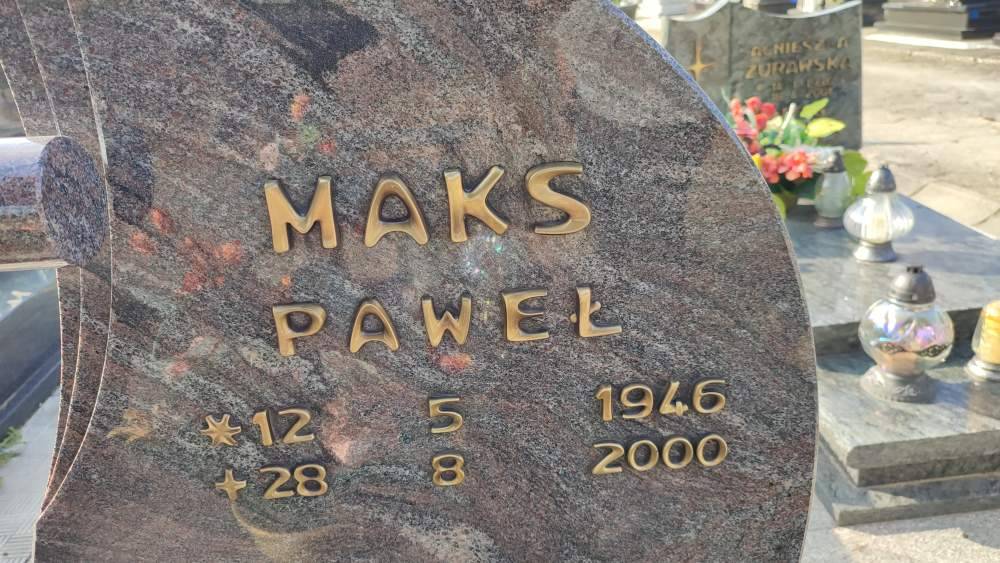 MAKS
PAWEŁ
*12 5 1946
+28 8 2000
AGNIESZKA
ŻURAWSKA